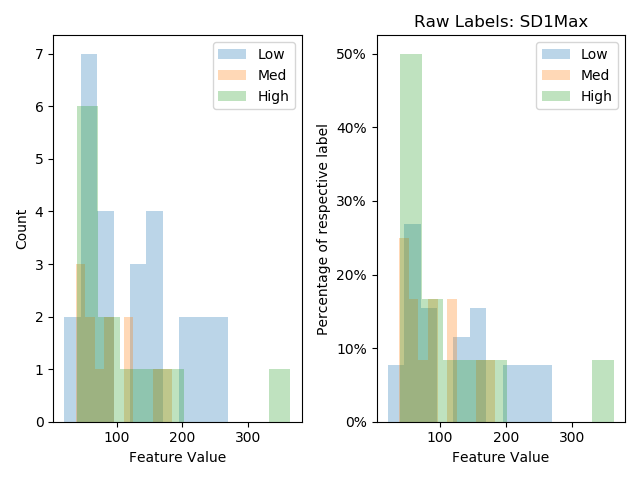 Raw Labels: SD1Max
7
6
5
4
3
2
1
0
Count
100
200
300
Feature Value
Low
Med
High
50%
40%
30%
20%
10%
0%
Percentage of respective label
100
200
300
Feature Value
Low
Med
High